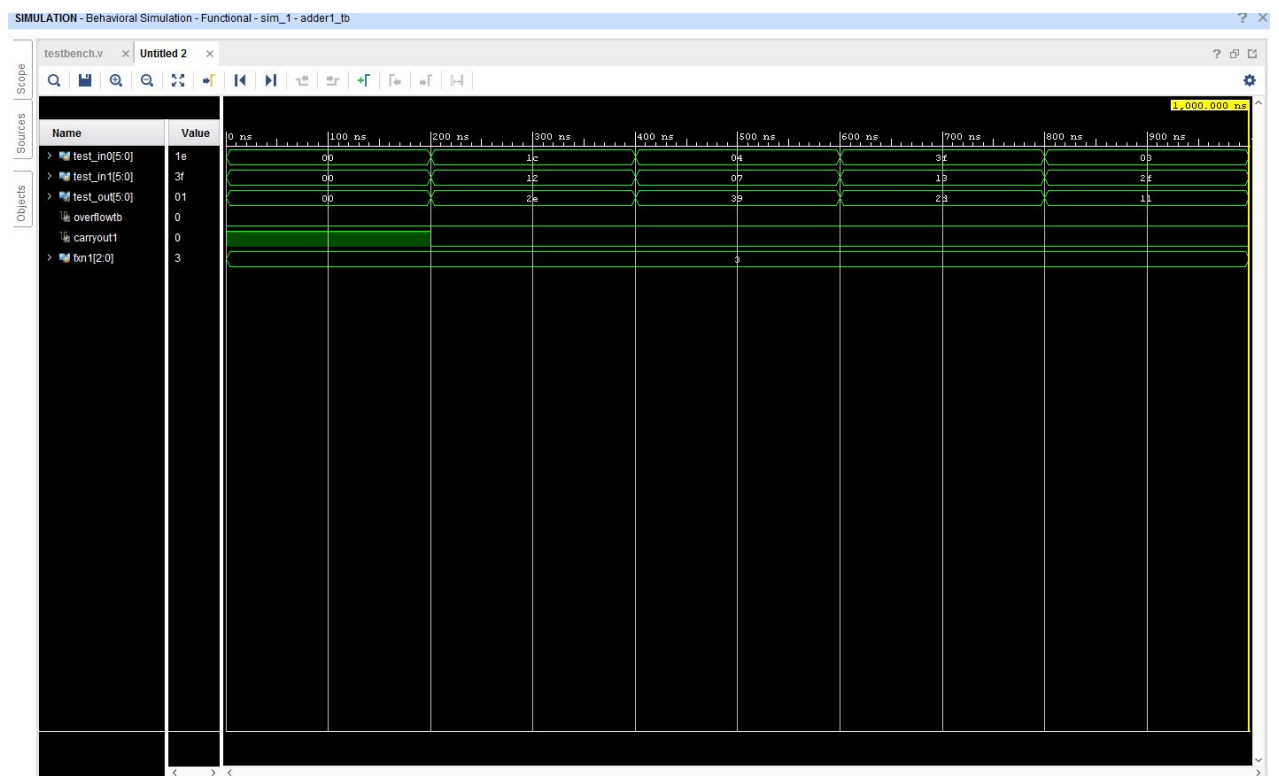 SIMULATION - Behavioral Simulation - Functional - sim_1 - adder1_tb
testbench.v Untitled 2
Scope
Sources
Objects
1,000.000 ns
Name Value 0 ns 100 ns 200 ns 300 ns 400 ns 500 ns 600 ns 700 ns 800 ns 900 ns
test_in0[5:0] 1e 00 1c 04 3f 03
test_in1[5:0] 3f 00 12 07 13 2f
test_out[5:0] 01 00 2e 39 2d 11
overflowtb 0
carryout1 0
fxn1[2:0] 3 3